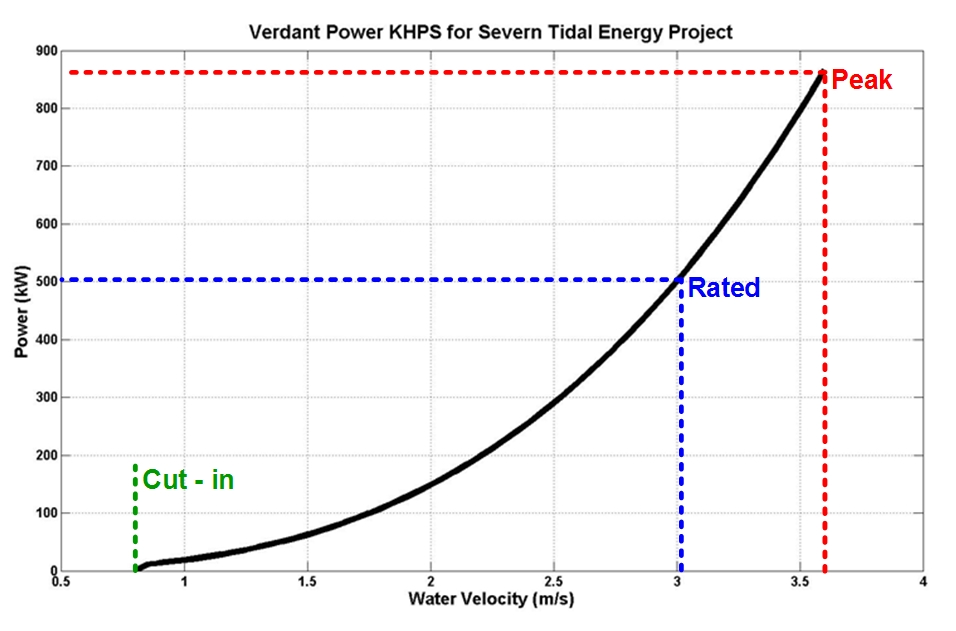 Verdant Power KHPS for Severn Tidal Energy Project
900
800
700
600
500
400
300
200
100
0
Power (kW)
Peak
Rated
Cut - in
0.5 1 1.5 2 2.5 3 3.5 4
Water Velocity (m/s)